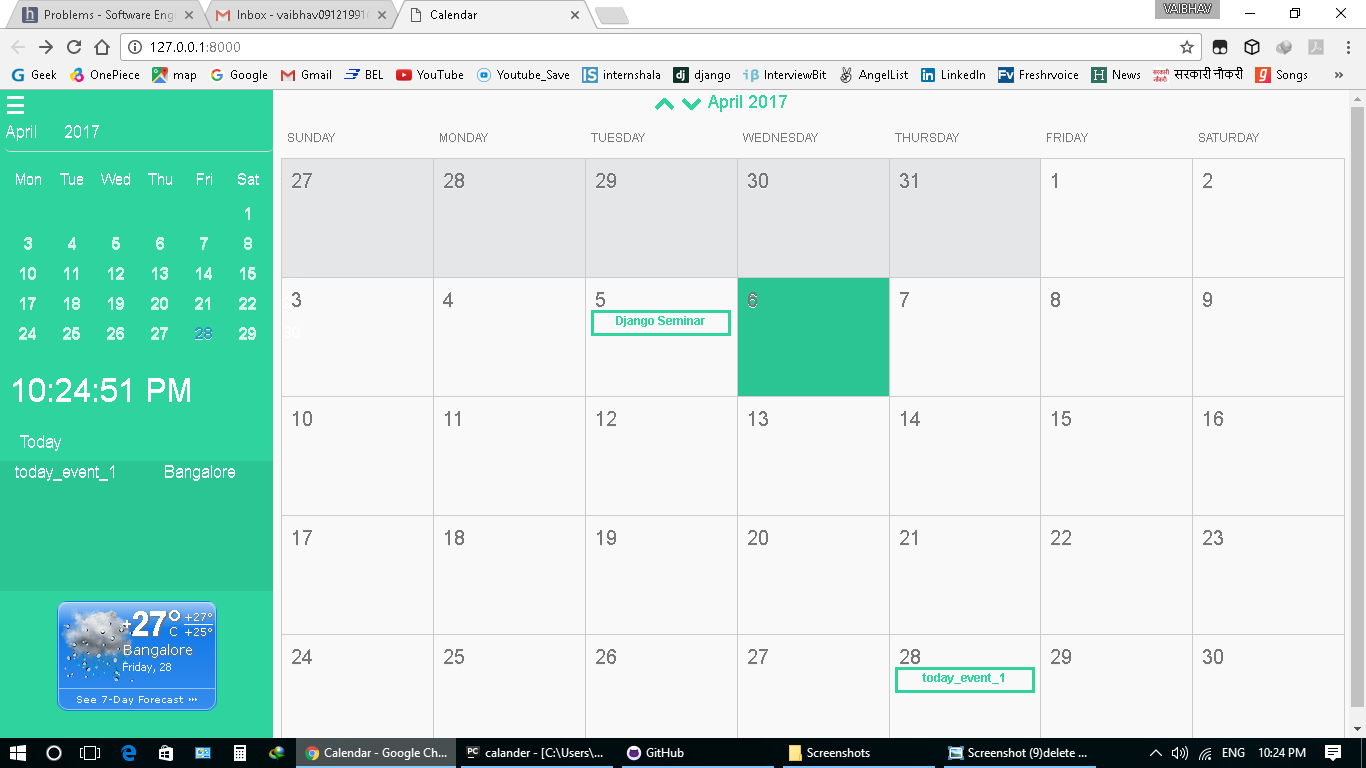 Problems - Software Eng
Inbox - vaibhav09121991
Calendar
VAIBHAV
127.0.0.1:8000
Geek OnePiece map Google Gmail BEL YouTube Youtube_Save internshala django InterviewBit AngelList LinkedIn Freshrvoice News सरकारी नौकरी Songs »
April 2017
April 2017
SUNDAY MONDAY TUESDAY WEDNESDAY THURSDAY FRIDAY SATURDAY
Mon Tue Wed Thu Fri Sat
1
3 4 5 6 7 8
10 11 12 13 14 15
17 18 19 20 21 22
24 25 26 27 28 29 30
10:24:51 PM
Today
today_event_1 Bangalore
+27° C +27° +25°
Bangalore
Friday, 28
See 7-Day Forecast
27 28 29 30 31 1 2
3 4 5 6 7 8 9
Django Seminar
10 11 12 13 14 15 16
17 18 19 20 21 22 23
24 25 26 27 28 29 30
today_event_1
Calendar - Google Ch...
calander - [C:\Users\...
GitHub
Screenshots
Screenshot (9)delete ...
ENG 10:24 PM